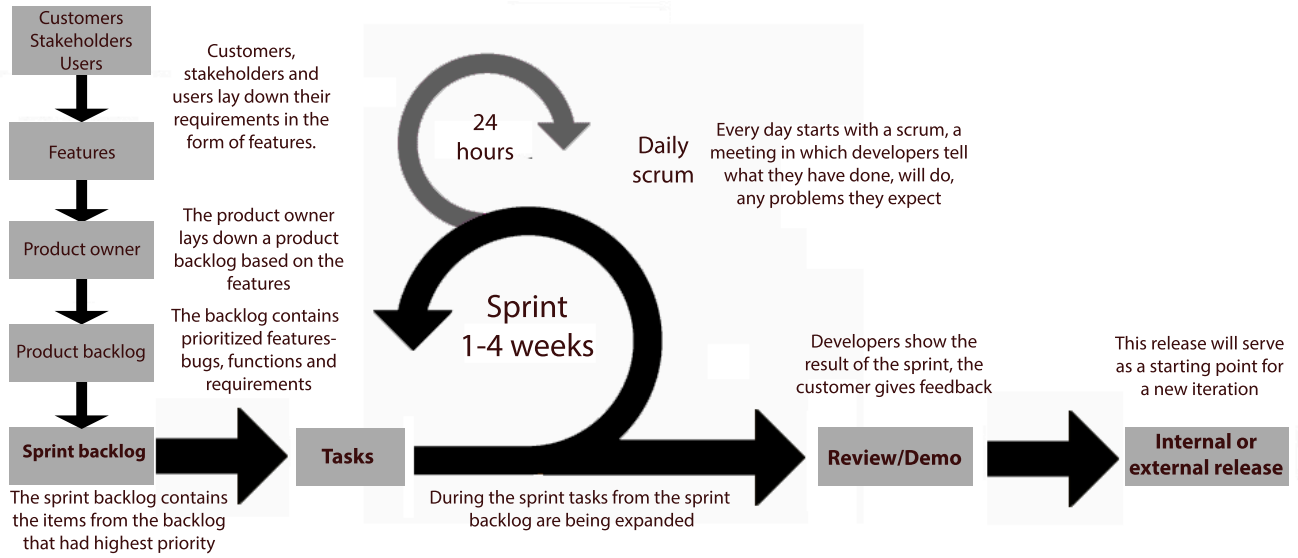 Customers
Stakeholders
Users
Customers,
stakeholders and
users lay down their
requirements in the
form of features.
Features
Product owner
The product owner
lays down a product
backlog based on the
features
Product backlog
The backlog contains
prioritized features-
bugs, functions and
requirements
Sprint backlog
The sprint backlog contains
the items from the backlog
that had highest priority
Tasks
24
hours
Daily
scrum
Every day starts with a scrum, a
meeting in which developers tell
what they have done, will do,
any problems they expect
Sprint
1-4 weeks
During the sprint tasks from the sprint
backlog are being expanded
Developers show the
result of the sprint, the
customer gives feedback
Review/Demo
This release will serve
as a starting point for
a new iteration
Internal or
external release